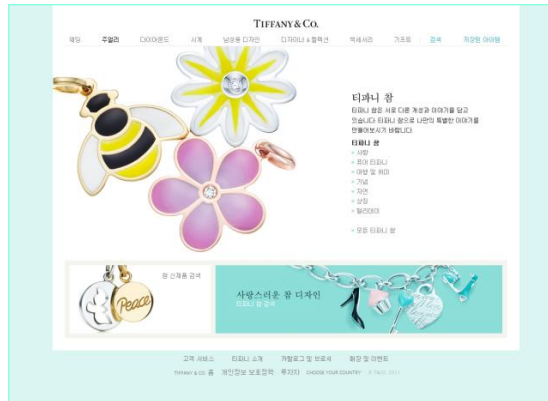 TIFFANY & CO.
웨딩 주얼리 다이아몬드 시계 남성용 디자인 디자이너 & 컬렉션 액세서리 기프트 검색 저장된 아이템
티파니 참
티파니 참은 서로 다른 개성과 이야기를 담고
있습니다. 티파니 참으로 나만의 특별한 이야기를
만들어보시기 바랍니다.
티파니 참
사랑
퓨어 티파니
여행 및 취미
기념
자연
상징
밀리터리
모든 티파니 참
참 신제품 검색
Peace
사랑스러운 참 디자인
티파니 참 검색
고객 서비스 티파니 소개 카탈로그 및 브로셔 매장 및 이벤트
TIFFANY & CO. 홈 개인정보 보호정책 투자자 CHOOSE YOUR COUNTRY